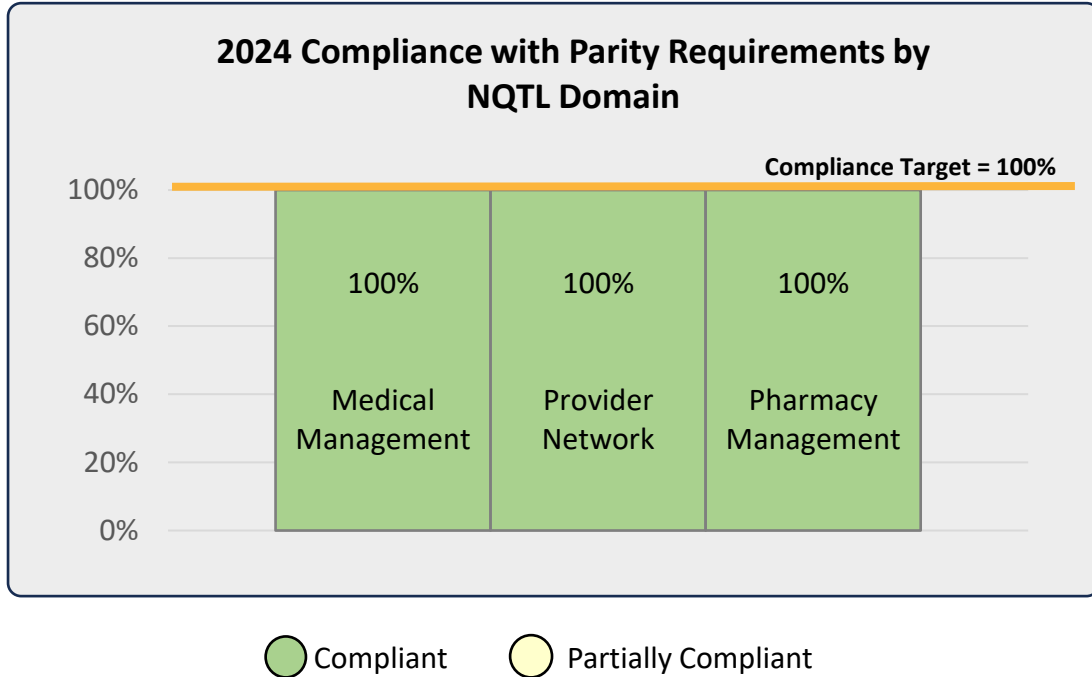 2024 Compliance with Parity Requirements by
NQTL Domain
Compliance Target = 100%
100%
80%
60%
40%
20%
0%
100%
100%
100%
Medical
Management
Provider
Network
Pharmacy
Management
Compliant
Partially Compliant